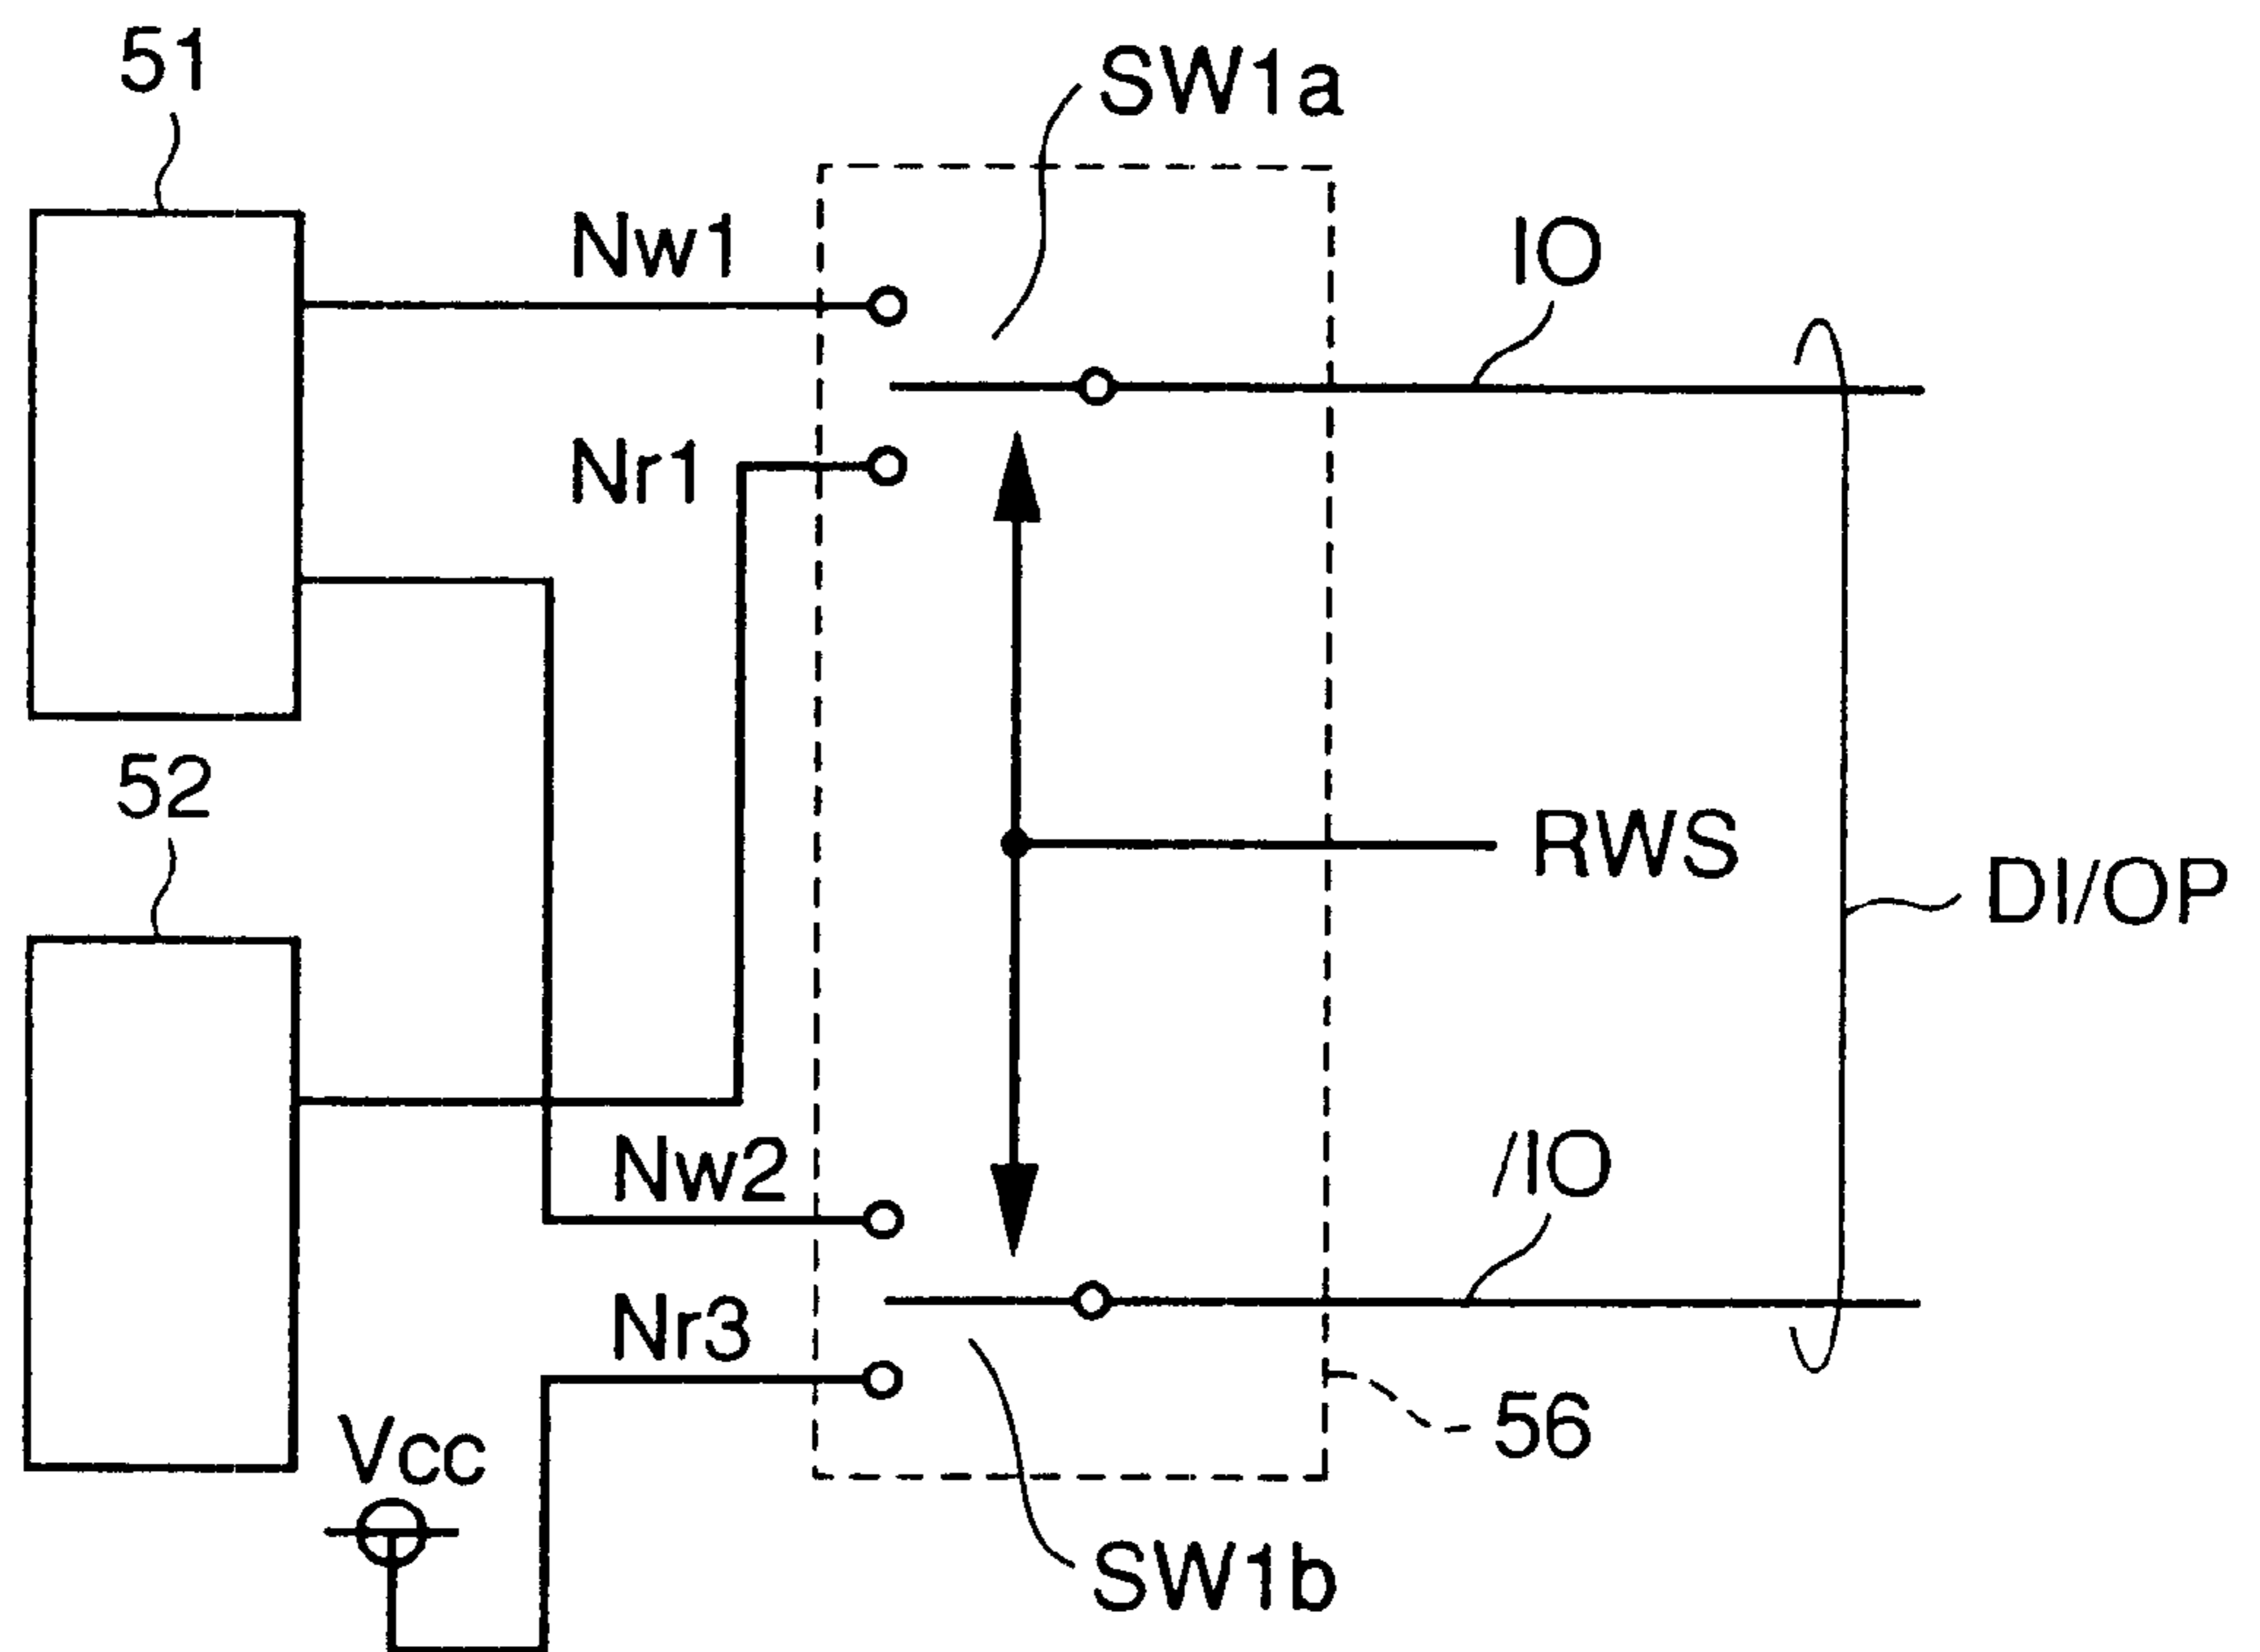 51
SW1a
Nw1
IO
Nr1
52
RWS
DI/OP
Nw2
/IO
Nr3
56
Vcc
SW1b